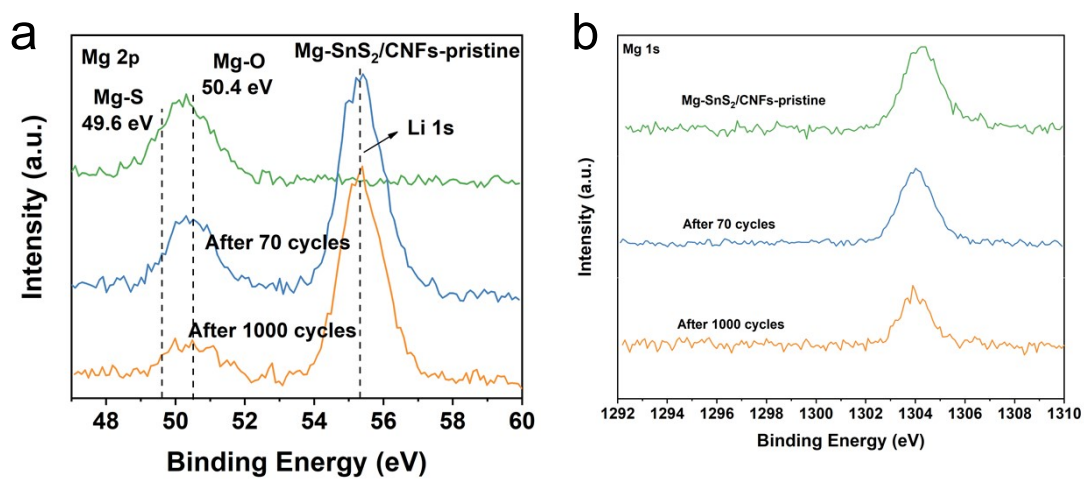 a
Mg 2p
Mg-O
50.4 eV
Mg-S
49.6 eV
Mg-SnS₂/CNFs-pristine
Li 1s
After 70 cycles
After 1000 cycles
Intensity (a.u.)
48 50 52 54 56 58 60
Binding Energy (eV)
b
Mg 1s
Mg-SnS₂/CNFs-pristine
After 70 cycles
After 1000 cycles
Intensity (a.u.)
1292 1294 1296 1298 1300 1302 1304 1306 1308 1310
Binding Energy (eV)